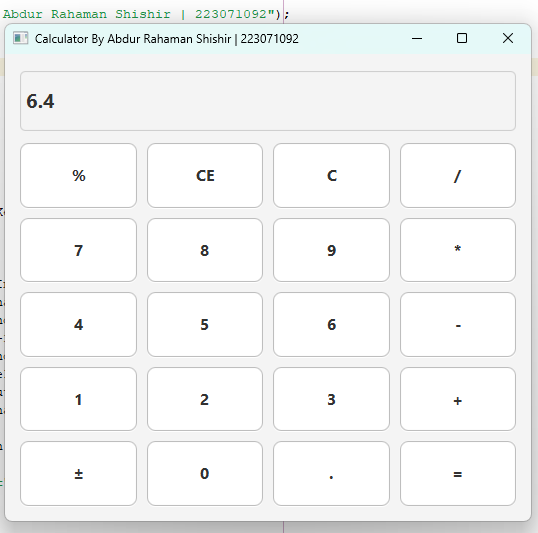 Abdur Rahaman Shishir | 223071092");
Calculator By Abdur Rahaman Shishir | 223071092
6.4
% CE C /
7 8 9 *
4 5 6 -
1 2 3 +
± 0 . =